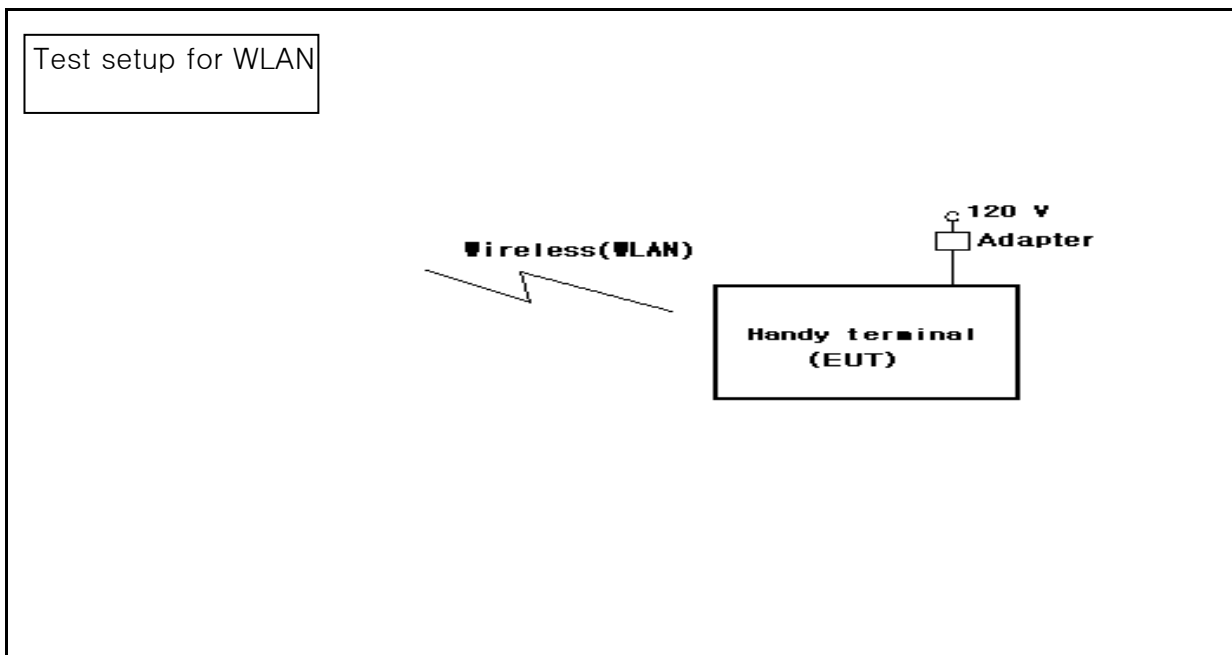 Test setup for WLAN
120 V
Adapter
Wireless(WLAN)
Handy terminal
(EUT)